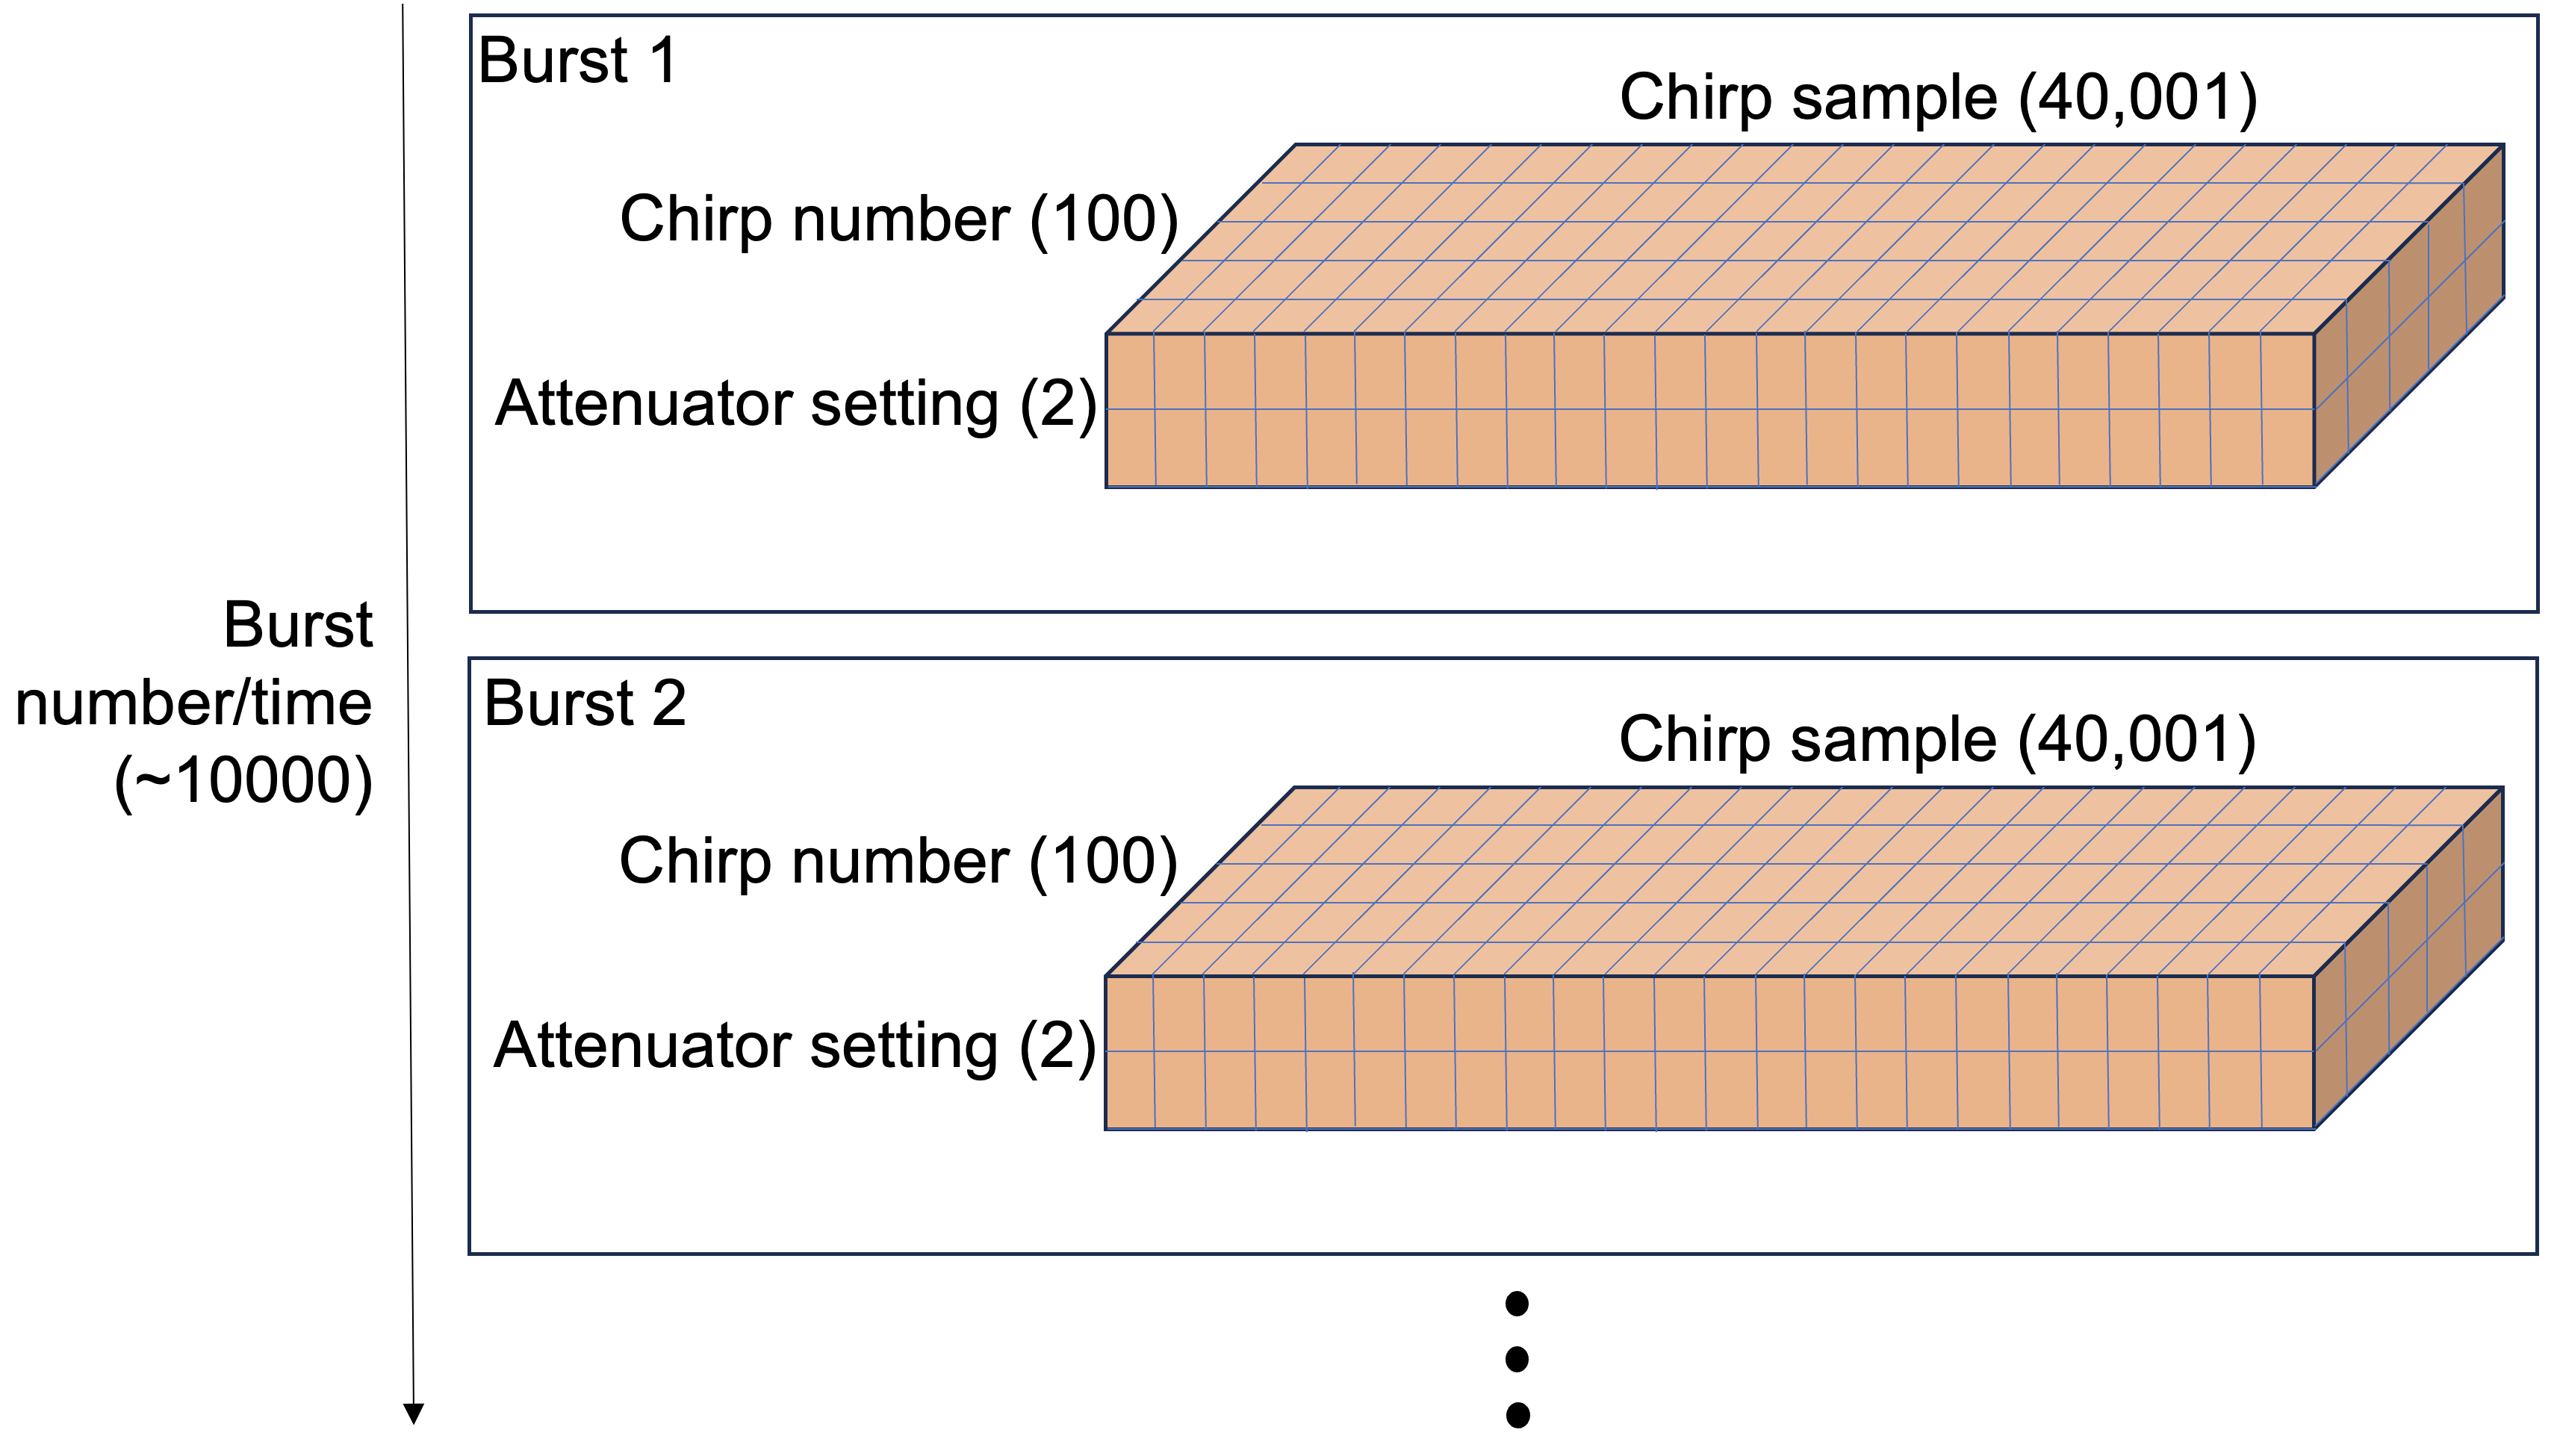 Burst 1
Chirp sample (40,001)
Chirp number (100)
Attenuator setting (2)
Burst
number/time
(~10000)
Burst 2
Chirp sample (40,001)
Chirp number (100)
Attenuator setting (2)